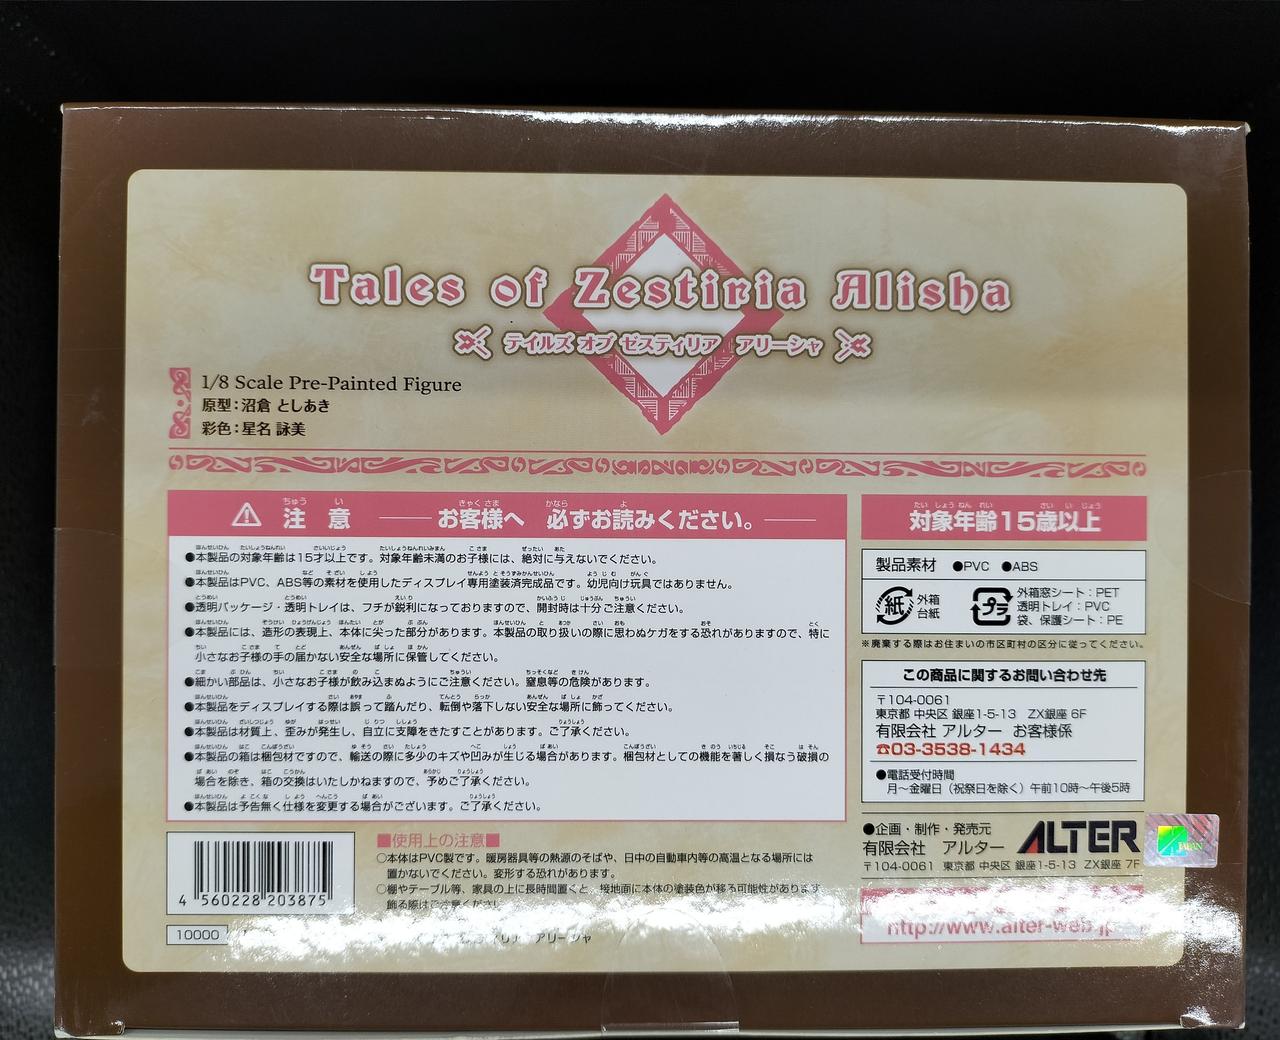 Tales of Zestiria Alisha
テイルズ オブ ゼスティリア アリーシャ
1/8 Scale Pre-Painted Figure
原型:沼倉 としあき
彩色:星名 詠美
⚠注意 お客様へ 必ずお読みください。
●本製品の対象年齢は15才以上です。対象年齢未満のお子様には、絶対に与えないでください。
●本製品はPVC、ABS等の素材を使用したディスプレイ専用塗装済完成品です。幼児向け玩具ではありません。
●透明パッケージ・透明トレイは、フチが鋭利になっておりますので、開封時は十分ご注意ください。
●本製品には、造形の表現上、本体に尖った部分があります。本製品の取り扱いの際に思わぬケガをする恐れがありますので、特に
小さなお子様の手の届かない安全な場所に保管してください。
●細かい部品は、小さなお子様が飲み込まぬようにご注意ください。窒息等の危険があります。
●本製品をディスプレイする際は誤って踏んだり、転倒や落下しない安全な場所に飾ってください。
●本製品は材質上、歪みが発生し、自立に支障をきたすことがあります。ご了承ください。
●本製品の箱は梱包材ですので、輸送の際に多少のキズや凹みが生じる場合があります。梱包材としての機能を著しく損なう破損の
場合を除き、箱の交換はいたしかねますので、予めご了承ください。
●本製品は予告無く仕様を変更する場合がございます。ご了承ください。
対象年齢15歳以上
製品素材 ●PVC ●ABS
紙 外箱
台紙
プラ 外箱窓シート:PET
透明トレイ:PVC
袋、保護シート:PE
※廃棄する際はお住まいの市区町村の区分に従ってください。
この商品に関するお問い合わせ先
〒104-0061
東京都 中央区 銀座1-5-13 ZX銀座 6F
有限会社 アルター お客様係
☎03-3538-1434
●電話受付時間
月〜金曜日(祝祭日を除く)午前10時〜午後5時
●企画・制作・発売元
有限会社 アルター ALTER
〒104-0061 東京都 中央区 銀座1-5-13 ZX銀座 7F
JAPAN
http://www.alter-web.jp
4 560228 203875
10000
■使用上の注意■
○本体はPVC製です。暖房器具等の熱源のそばや、日中の自動車内等の高温となる場所には
置かないでください。変形する恐れがあります。
○棚やテーブル等、家具の上に長時間置くと、接地面に本体の塗装色が移る可能性があります
飾る際はご注意ください
アリーシャ